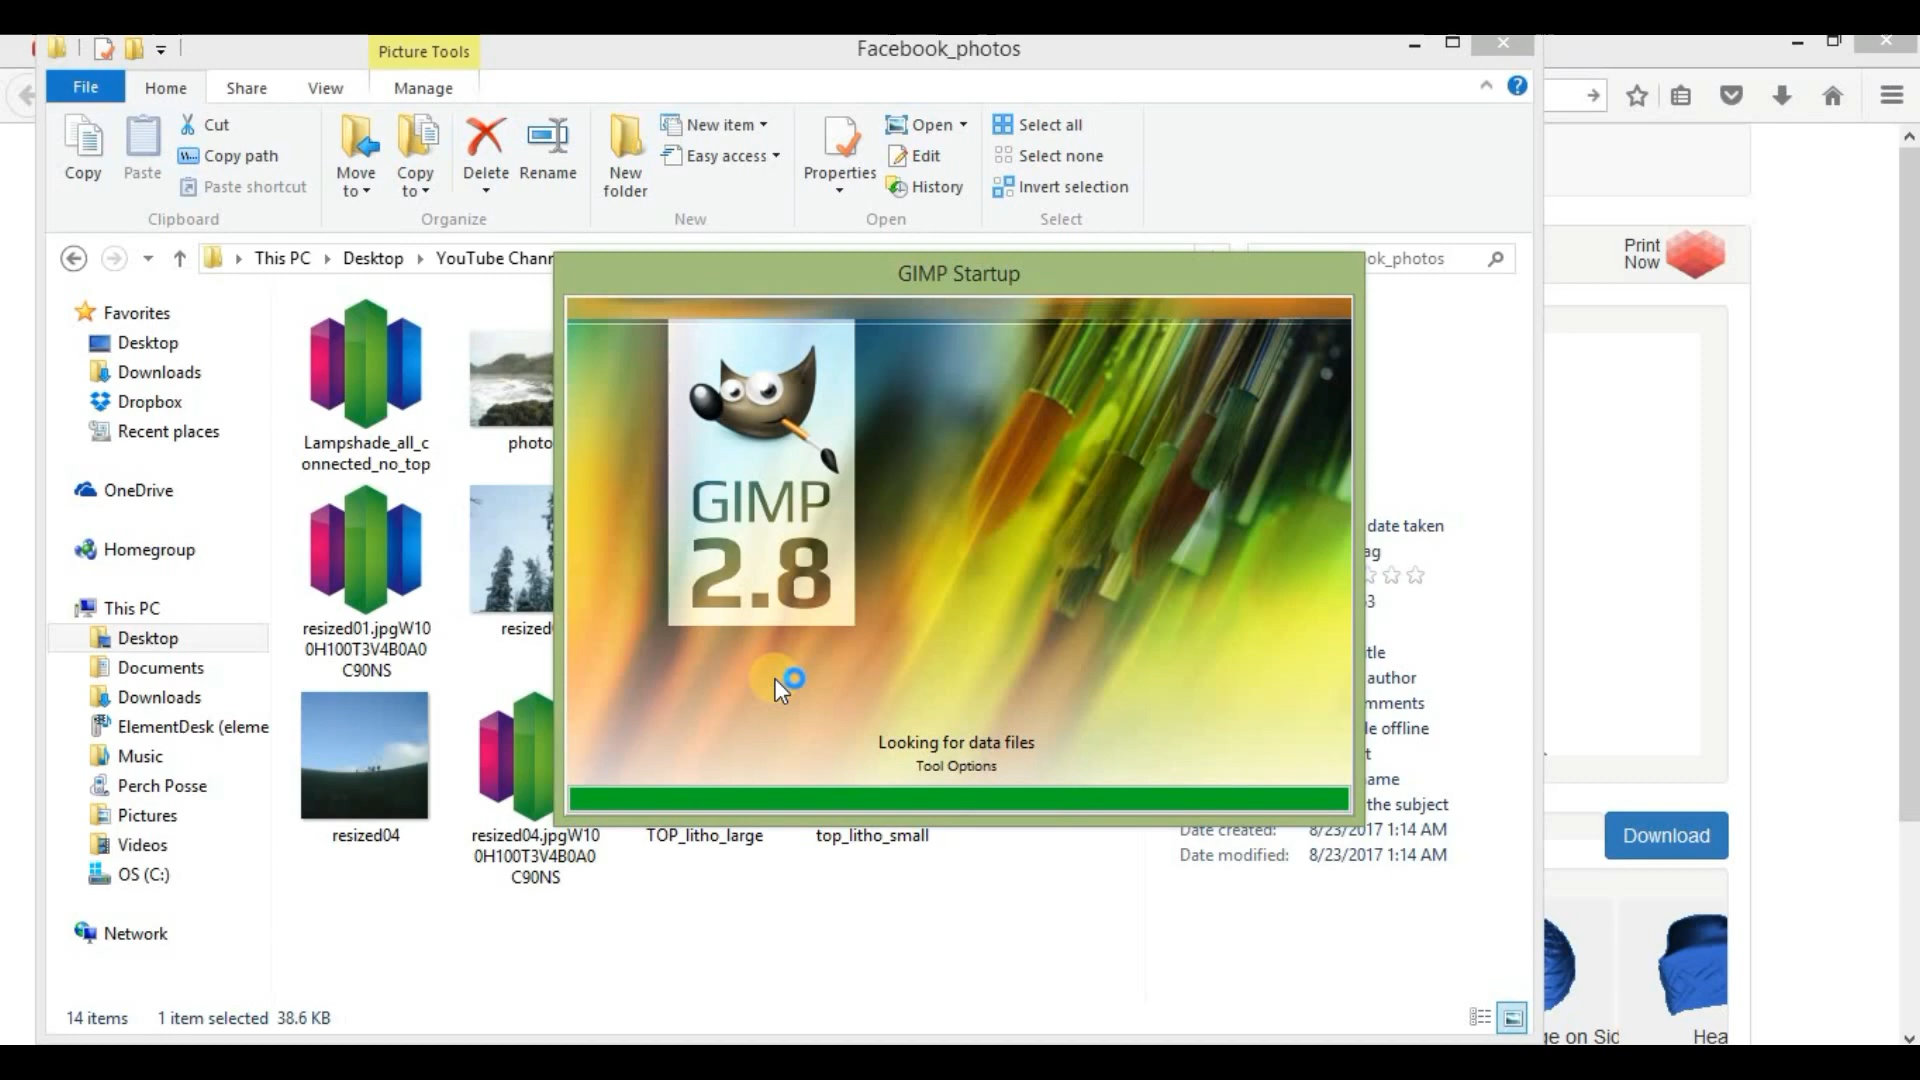 Picture Tools
Facebook_photos
File
Home
Share
View
Manage
Copy
Paste
Cut
Copy path
Paste shortcut
Clipboard
Move to
Copy to
Delete
Rename
Organize
New folder
New item
Easy access
New
Properties
Open
Edit
History
Open
Select all
Select none
Invert selection
Select
This PC
Desktop
YouTube Chann
ok_photos
Favorites
Desktop
Downloads
Dropbox
Recent places
OneDrive
Homegroup
This PC
Desktop
Documents
Downloads
ElementDesk (eleme
Music
Perch Posse
Pictures
Videos
OS (C:)
Network
Lampshade_all_c
onnected_no_top
photo
resized01.jpgW10
0H100T3V4B0A0
C90NS
resized
resized04
resized04.jpgW10
0H100T3V4B0A0
C90NS
TOP_litho_large
top_litho_small
GIMP Startup
GIMP
2.8
Looking for data files
Tool Options
date taken
ag
3
tle
author
mments
le offline
t
ame
the subject
Date created: 8/23/2017 1:14 AM
Date modified: 8/23/2017 1:14 AM
14 items
1 item selected 38.6 KB
Print
Now
Download
ge on Sid
Hea